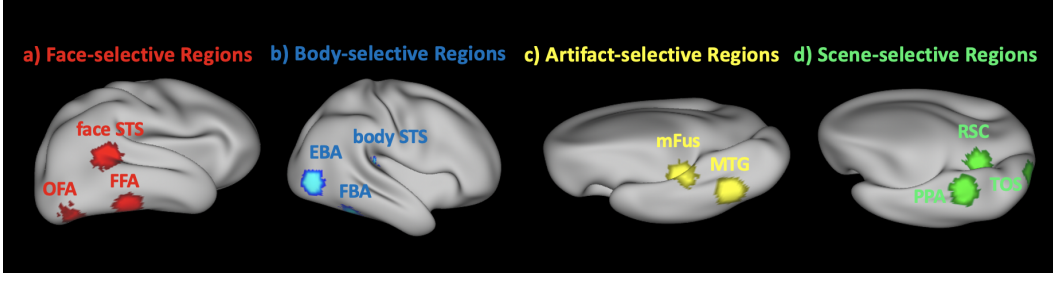 a) Face-selective Regions
b) Body-selective Regions
c) Artifact-selective Regions
d) Scene-selective Regions
face STS
OFA
FFA
body STS
EBA
FBA
mFus
MTG
RSC
PPA
TOS